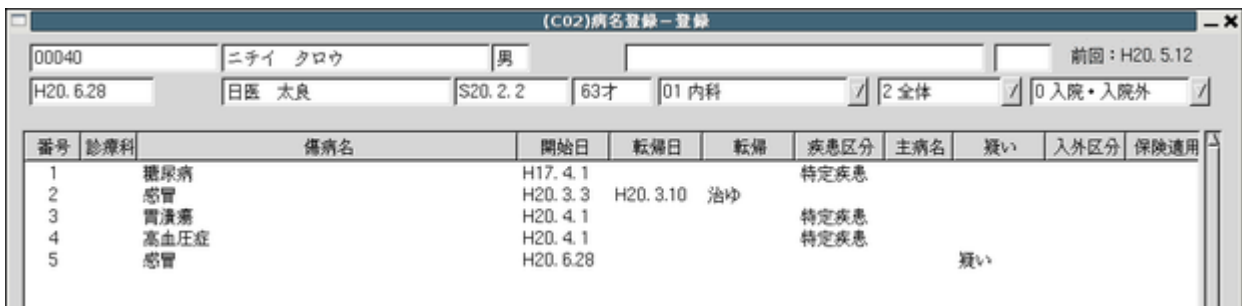 (C02)病名登録－登録
00040 ニチイ　タロウ 男 前回：H20. 5.12
H20. 6.28 日医　太良 S20. 2. 2 63才 01 内科 2 全体 0 入院・入院外
番号 診療科 傷病名 開始日 転帰日 転帰 疾患区分 主病名 疑い 入外区分 保険適用
1 糖尿病 H17. 4. 1 特定疾患
2 感冒 H20. 3. 3 H20. 3.10 治ゆ
3 胃潰瘍 H20. 4. 1 特定疾患
4 高血圧症 H20. 4. 1 特定疾患
5 感冒 H20. 6.28 疑い